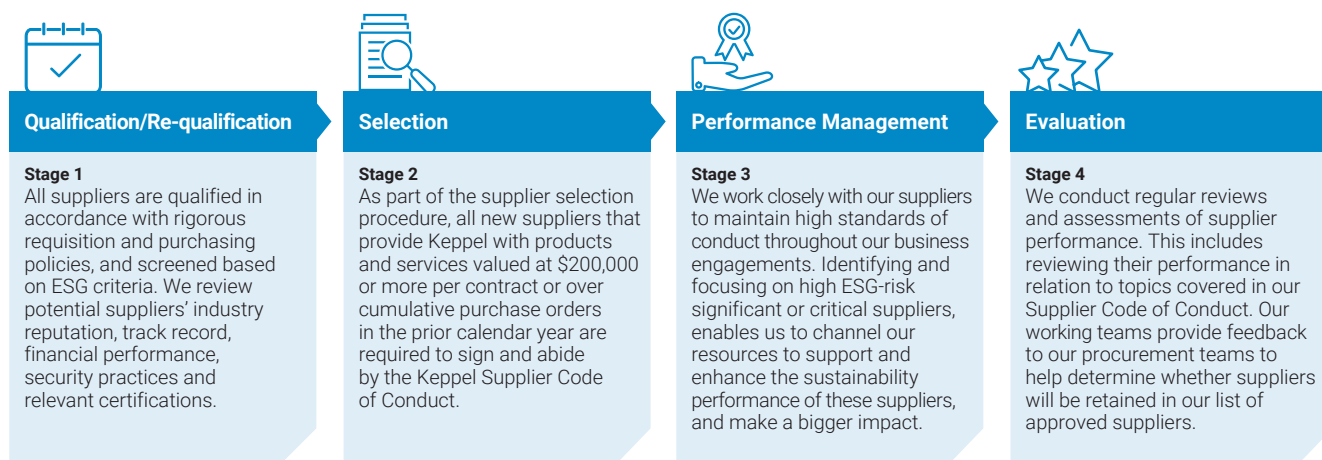 Qualification/Re-qualification
Stage 1
All suppliers are qualified in
accordance with rigorous
requisition and purchasing
policies, and screened based
on ESG criteria. We review
potential suppliers’ industry
reputation, track record,
financial performance,
security practices and
relevant certifications.
Selection
Stage 2
As part of the supplier selection
procedure, all new suppliers that
provide Keppel with products
and services valued at $200,000
or more per contract or over
cumulative purchase orders
in the prior calendar year are
required to sign and abide
by the Keppel Supplier Code
of Conduct.
Performance Management
Stage 3
We work closely with our suppliers
to maintain high standards of
conduct throughout our business
engagements. Identifying and
focusing on high ESG-risk
significant or critical suppliers,
enables us to channel our
resources to support and
enhance the sustainability
performance of these suppliers,
and make a bigger impact.
Evaluation
Stage 4
We conduct regular reviews
and assessments of supplier
performance. This includes
reviewing their performance in
relation to topics covered in our
Supplier Code of Conduct. Our
working teams provide feedback
to our procurement teams to
help determine whether suppliers
will be retained in our list of
approved suppliers.